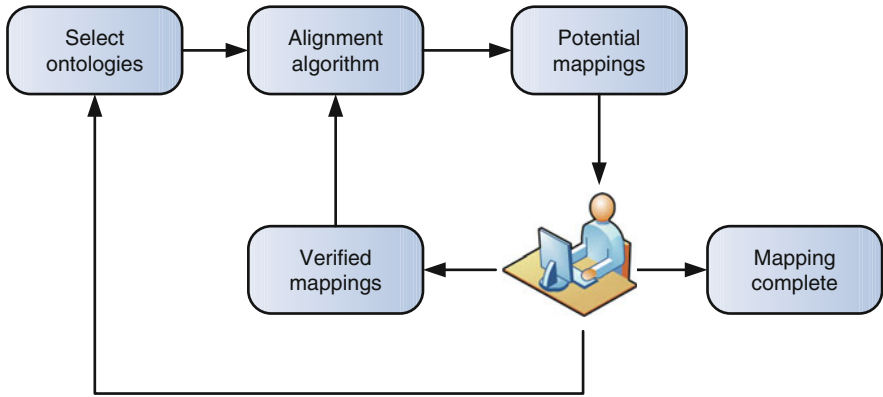 Select
ontologies
Alignment
algorithm
Potential
mappings
Verified
mappings
Mapping
complete